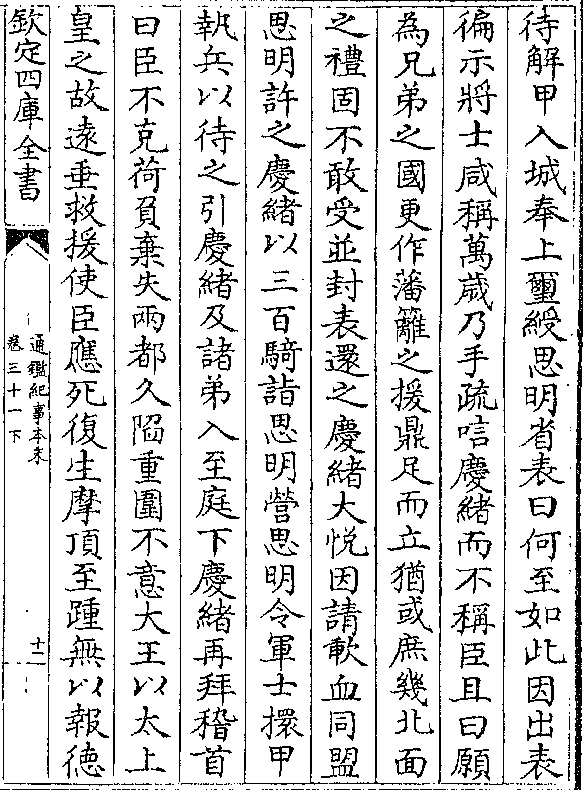 待解甲入城奉上璽綬思明省表曰何至如此因出表
徧示將士咸稱萬歳乃手疏唁慶緒而不稱臣且曰願
為兄弟之國更作藩籬之援鼎足而立猶或庶幾北面
之禮固不敢受並封表還之慶緒大悅因請歃血同盟
思明許之慶緒以三百騎詣思明營思明令軍士擐甲
執兵以待之引慶緒及諸弟入至庭下慶緒再拜稽首
曰臣不克荷負棄失兩都久陷重圍不意大王以太上
皇之故遠垂救援使臣應死復生摩頂至踵無以報德
欽定四庫全書
通鑑紀事本末
卷三十一下
十二